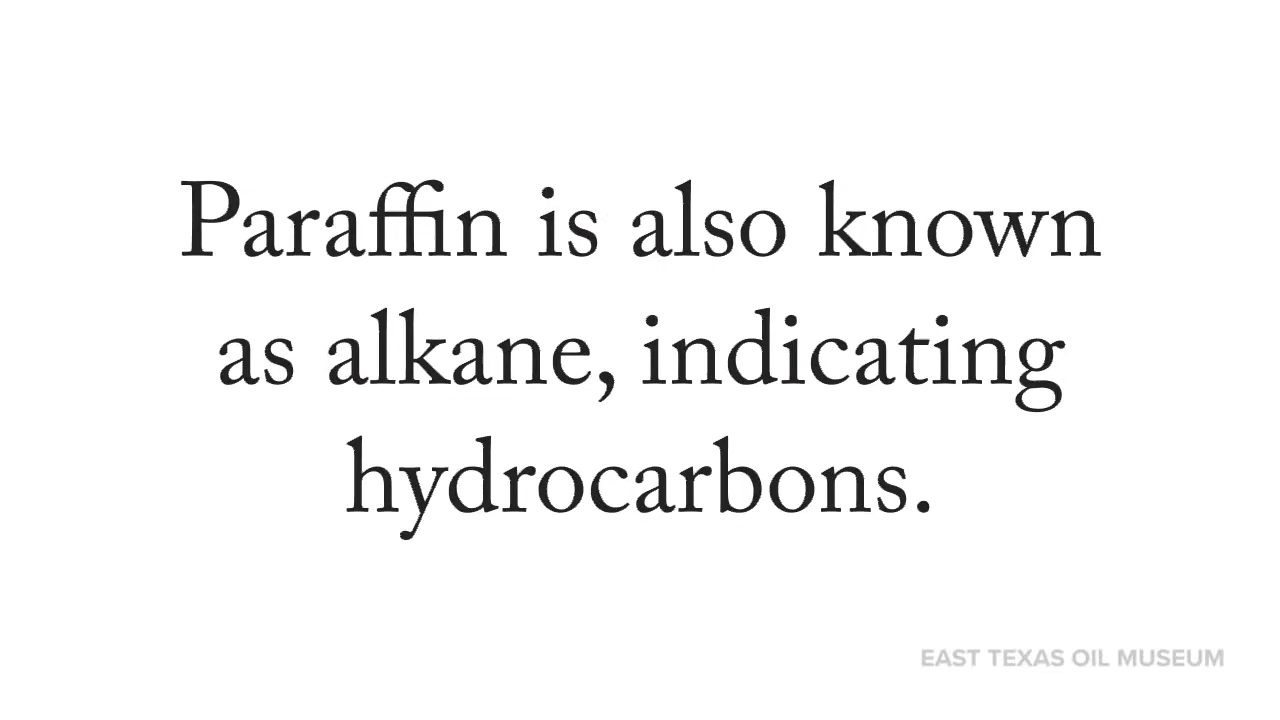 Paraffin is also known
as alkane, indicating
hydrocarbons.
EAST TEXAS OIL MUSEUM